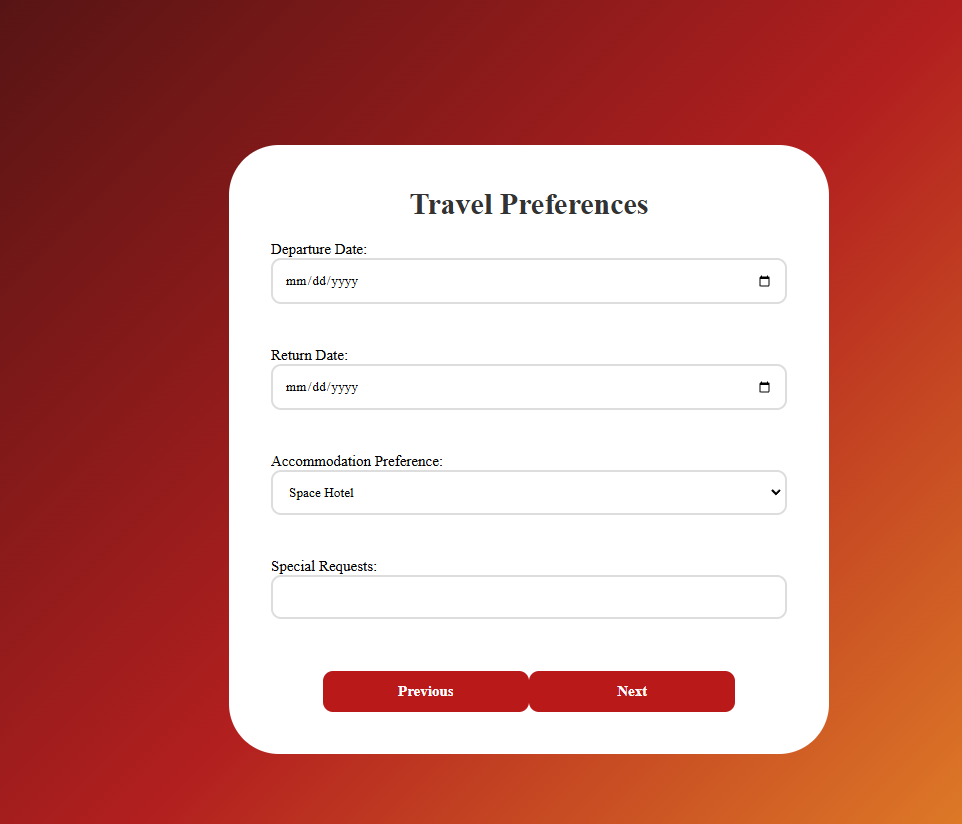 Travel Preferences
Departure Date:
mm/dd/yyyy
Return Date:
mm/dd/yyyy
Accommodation Preference:
Space Hotel
Special Requests:
Previous Next